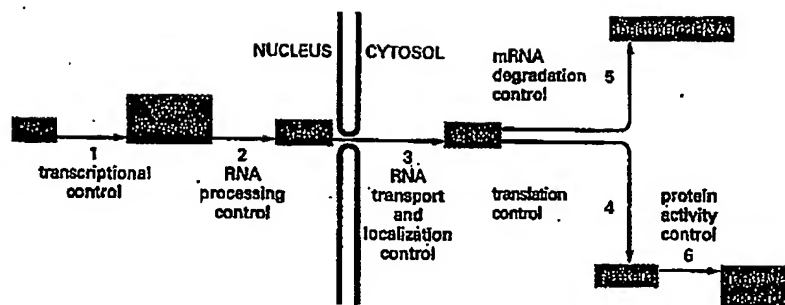 NUCLEUS CYTOSOL
mRNA
degradation
control
5
1
transcriptional
control
2
RNA
processing
control
3
RNA
transport
and
localization control
translation
control
4
protein
activity
control
6